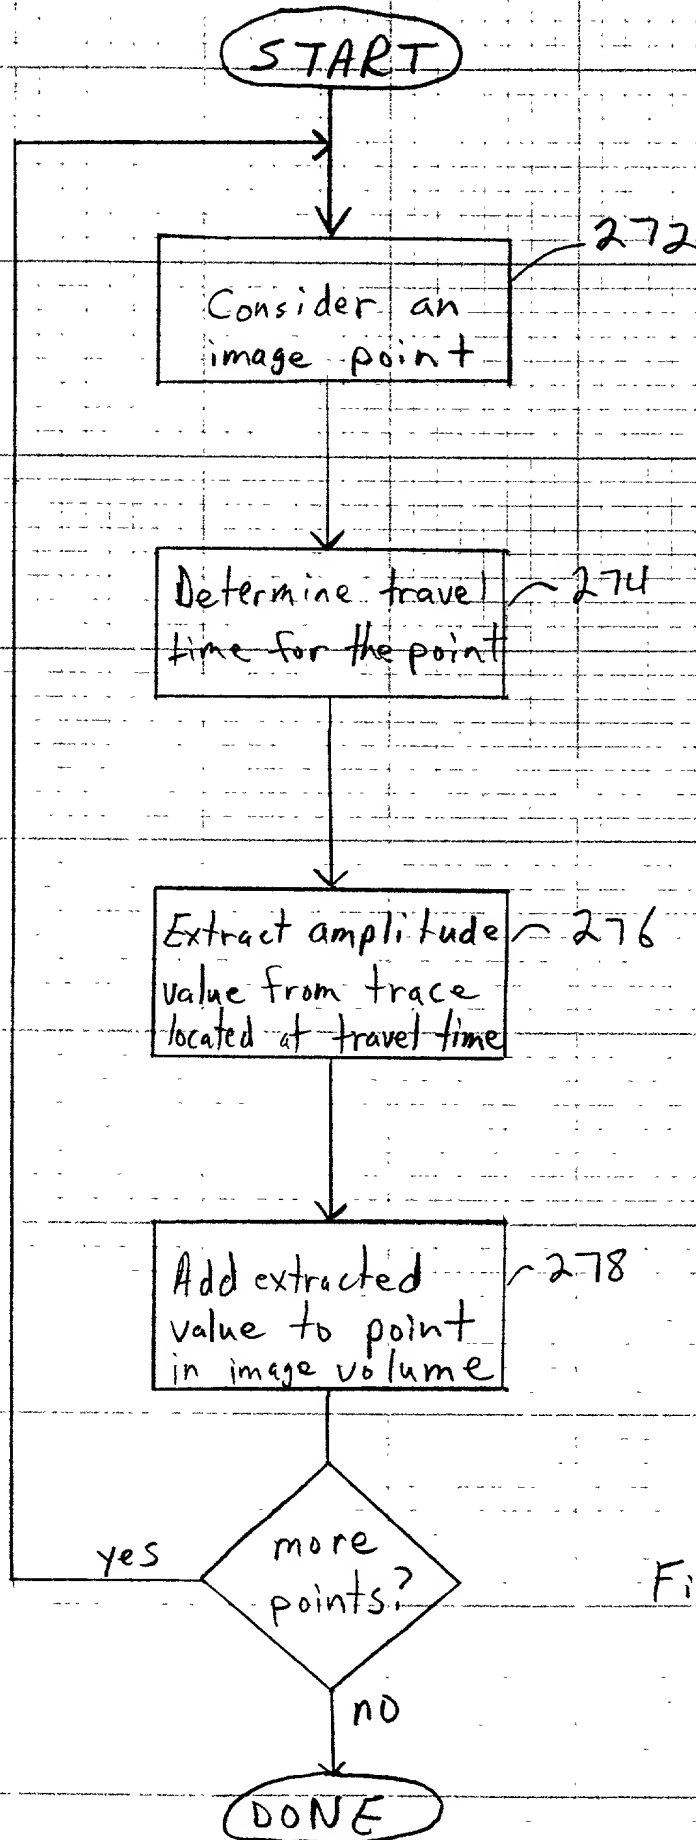 START
272
Consider an
image point
Determine travel
time for the point
274
Extract amplitude
value from trace
located at travel time
276
Add extracted
value to point
in image volume
278
more
points?
yes
Fi
no
DONE